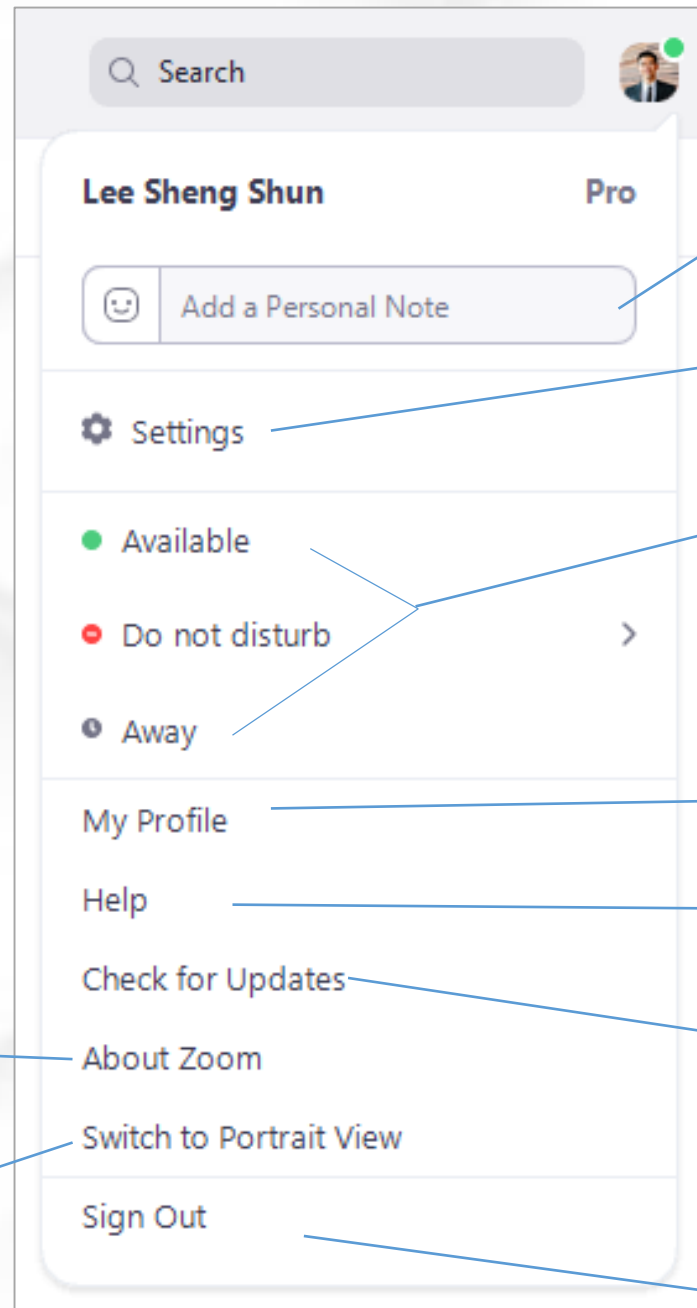 Search
Lee Sheng Shun Pro
Add a Personal Note
Settings
Available
Do not disturb
Away
My Profile
Help
Check for Updates
About Zoom
Switch to Portrait View
Sign Out